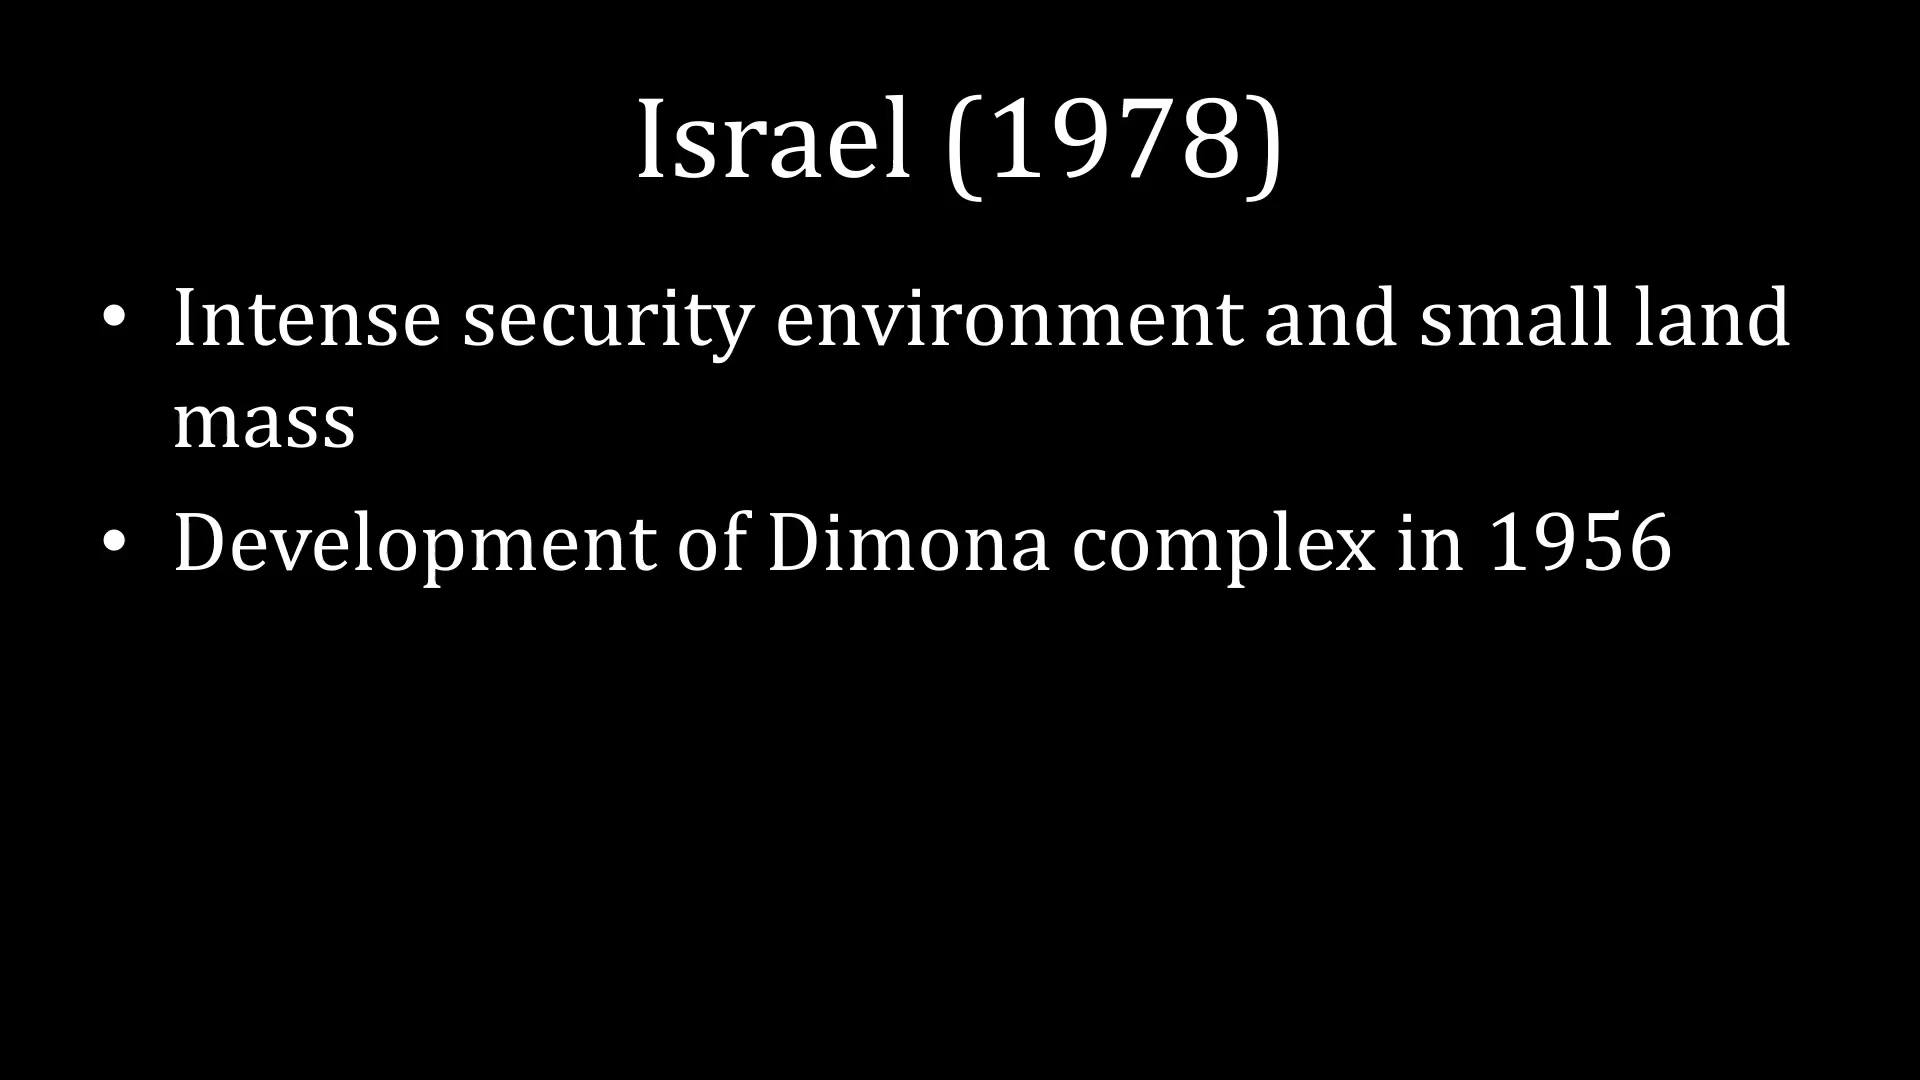 Israel (1978)
• Intense security environment and small land
mass
• Development of Dimona complex in 1956